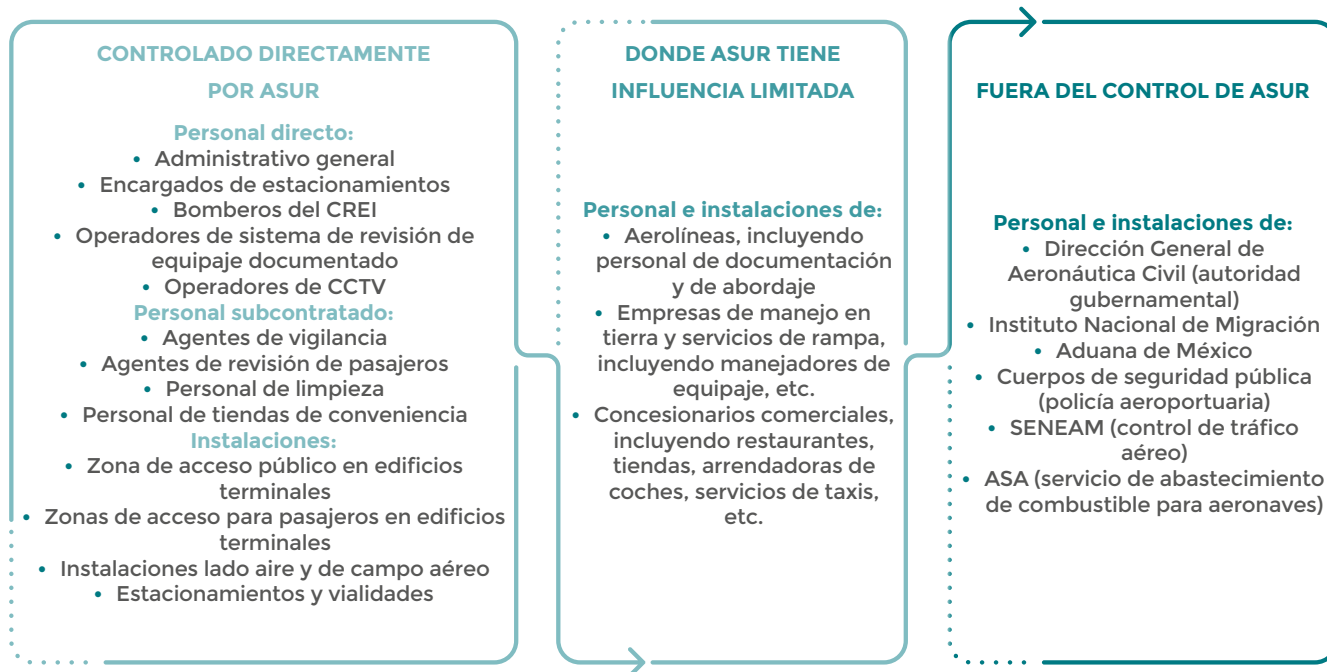 CONTROLADO DIRECTAMENTE
POR ASUR
Personal directo:
• Administrativo general
• Encargados de estacionamientos
• Bomberos del CREI
• Operadores de sistema de revisión de
equipaje documentado
• Operadores de CCTV
Personal subcontratado:
• Agentes de vigilancia
• Agentes de revisión de pasajeros
• Personal de limpieza
• Personal de tiendas de conveniencia
Instalaciones:
• Zona de acceso público en edificios
terminales
• Zonas de acceso para pasajeros en edificios
terminales
• Instalaciones lado aire y de campo aéreo
• Estacionamientos y vialidades
DONDE ASUR TIENE
INFLUENCIA LIMITADA
Personal e instalaciones de:
• Aerolíneas, incluyendo
personal de documentación
y de abordaje
• Empresas de manejo en
tierra y servicios de rampa,
incluyendo manejadores de
equipaje, etc.
• Concesionarios comerciales,
incluyendo restaurantes,
tiendas, arrendadoras de
coches, servicios de taxis,
etc.
FUERA DEL CONTROL DE ASUR
Personal e instalaciones de:
• Dirección General de
Aeronáutica Civil (autoridad
gubernamental)
• Instituto Nacional de Migración
• Aduana de México
• Cuerpos de seguridad pública
(policía aeroportuaria)
• SENEAM (control de tráfico
aéreo)
• ASA (servicio de abastecimiento
de combustible para aeronaves)